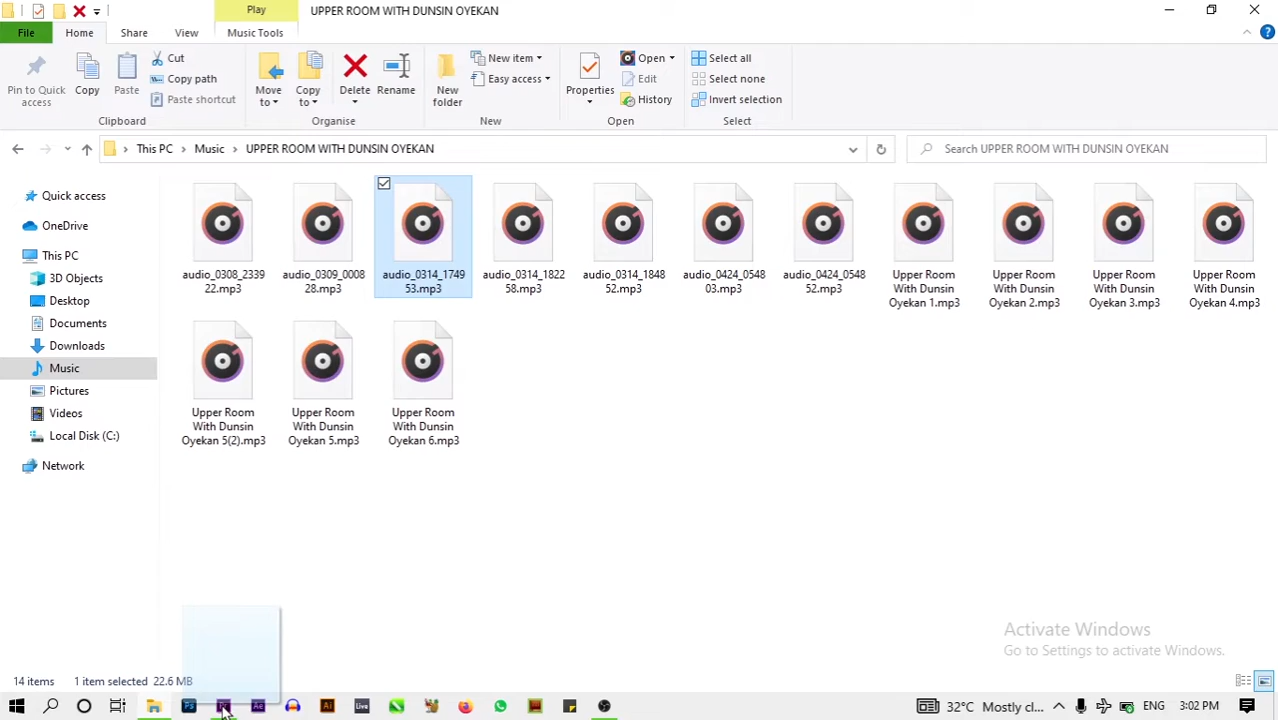 Play
UPPER ROOM WITH DUNSIN OYEKAN
File
Home
Share
View
Music Tools
Pin to Quick
access
Copy
Paste
Cut
Copy path
Paste shortcut
Clipboard
Move
to
Copy
to
Delete
Rename
Organise
New
folder
New item
Easy access
New
Properties
Open
Edit
History
Open
Select all
Select none
Invert selection
Select
This PC
Music
UPPER ROOM WITH DUNSIN OYEKAN
Search UPPER ROOM WITH DUNSIN OYEKAN
Quick access
OneDrive
This PC
3D Objects
Desktop
Documents
Downloads
Music
Pictures
Videos
Local Disk (C:)
Network
audio_0308_2339
22.mp3
audio_0309_0008
28.mp3
audio_0314_1749
53.mp3
audio_0314_1822
58.mp3
audio_0314_1848
52.mp3
audio_0424_0548
03.mp3
audio_0424_0548
52.mp3
Upper Room
With Dunsin
Oyekan 1.mp3
Upper Room
With Dunsin
Oyekan 2.mp3
Upper Room
With Dunsin
Oyekan 3.mp3
Upper Room
With Dunsin
Oyekan 4.mp3
Upper Room
With Dunsin
Oyekan 5(2).mp3
Upper Room
With Dunsin
Oyekan 5.mp3
Upper Room
With Dunsin
Oyekan 6.mp3
Activate Windows
Go to Settings to activate Windows.
14 items
1 item selected 22.6 MB
Ps
Ae
Ai
Live
32°C Mostly cl...
ENG
3:02 PM